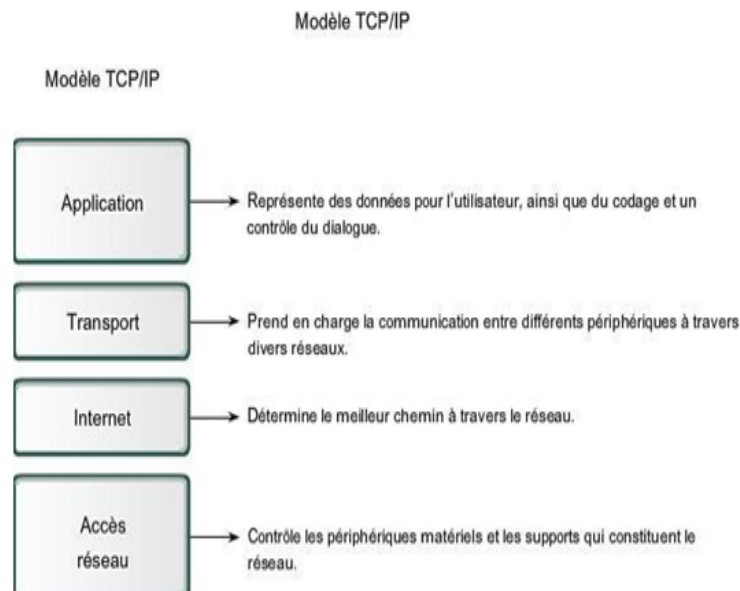 Modèle TCP/IP
Modèle TCP/IP
Application
Représente des données pour l'utilisateur, ainsi que du codage et un
contrôle du dialogue.
Transport
Prend en charge la communication entre différents périphériques à travers
divers réseaux.
Internet
Détermine le meilleur chemin à travers le réseau.
Accès
réseau
Contrôle les périphériques matériels et les supports qui constituent le
réseau.